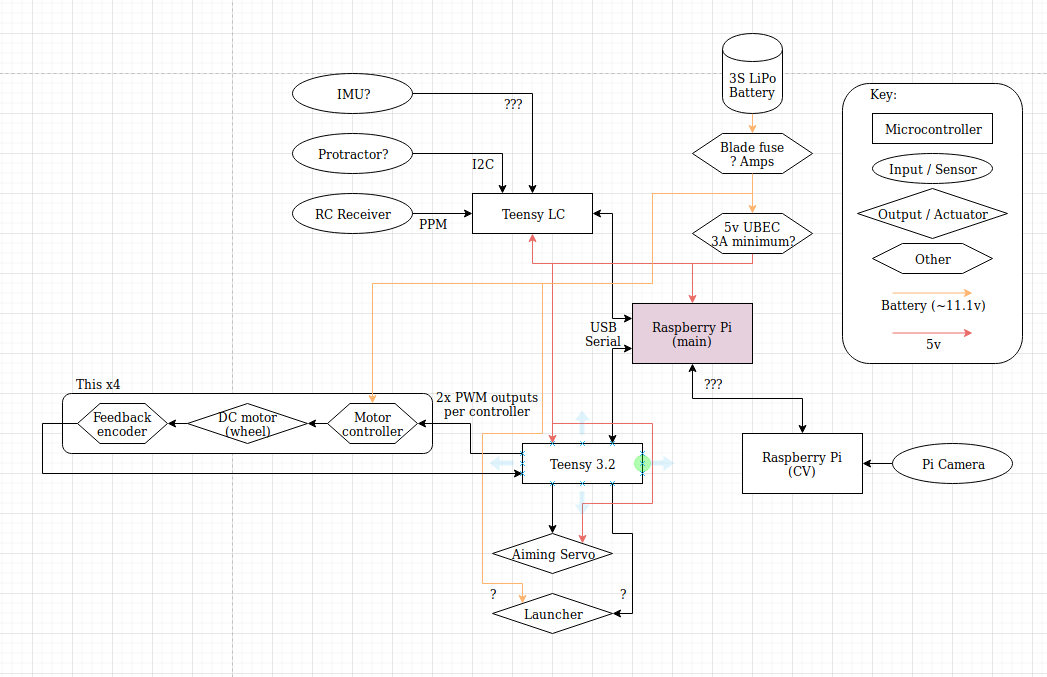 3S LiPo
Battery
Key:
IMU?
???
Microcontroller
Protractor?
I2C
Blade fuse
? Amps
Input / Sensor
RC Receiver
PPM
Teensy LC
5v UBEC
3A minimum?
Output / Actuator
Other
Battery (~11.1v)
5v
USB
Serial
Raspberry Pi
(main)
This x4
???
2x PWM outputs
per controller
Feedback
encoder
DC motor
(wheel)
Motor
controller
Teensy 3.2
Raspberry Pi
(CV)
Pi Camera
Aiming Servo
?
?
Launcher